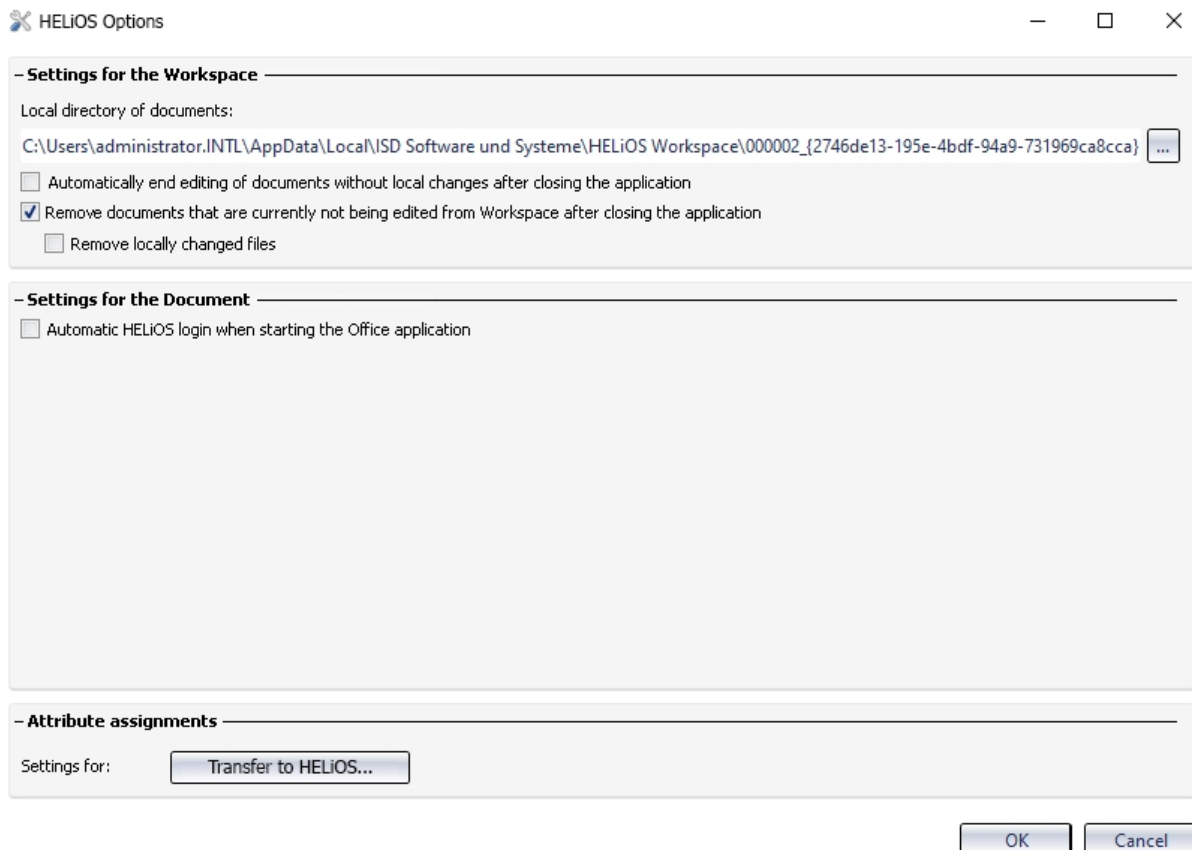 HELiOS Options
Settings for the Workspace
Local directory of documents:
C:\Users\administrator.INTL\AppData\Local\ISD Software und Systeme\HELiOS Workspace\000002_{2746de13-195e-4bdf-94a9-731969ca8cca}
...
Automatically end editing of documents without local changes after closing the application
Remove documents that are currently not being edited from Workspace after closing the application
Remove locally changed files
Settings for the Document
Automatic HELiOS login when starting the Office application
Attribute assignments
Settings for: Transfer to HELiOS...
OK Cancel